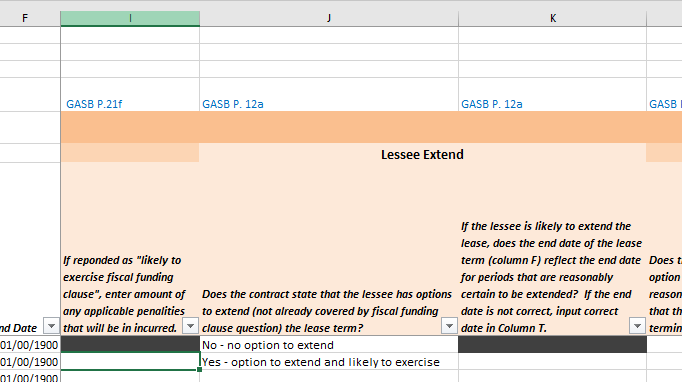 F I J K
GASB P.21f GASB P. 12a GASB P. 12a GASB
Lessee Extend
If reponded as "likely to
exercise fiscal funding
clause", enter amount of
any applicable penalities
that will be in incurred.
Does the contract state that the lessee has options
to extend (not already covered by fiscal funding
clause question) the lease term?
If the lessee is likely to extend the
lease, does the end date of the lease
term (column F) reflect the end date
for periods that are reasonably
certain to be extended? If the end
date is not correct, input correct
date in Column T.
Does t
option
reason
that th
termin
nd Date
01/00/1900 No - no option to extend
01/00/1900 Yes - option to extend and likely to exercise
01/00/1900